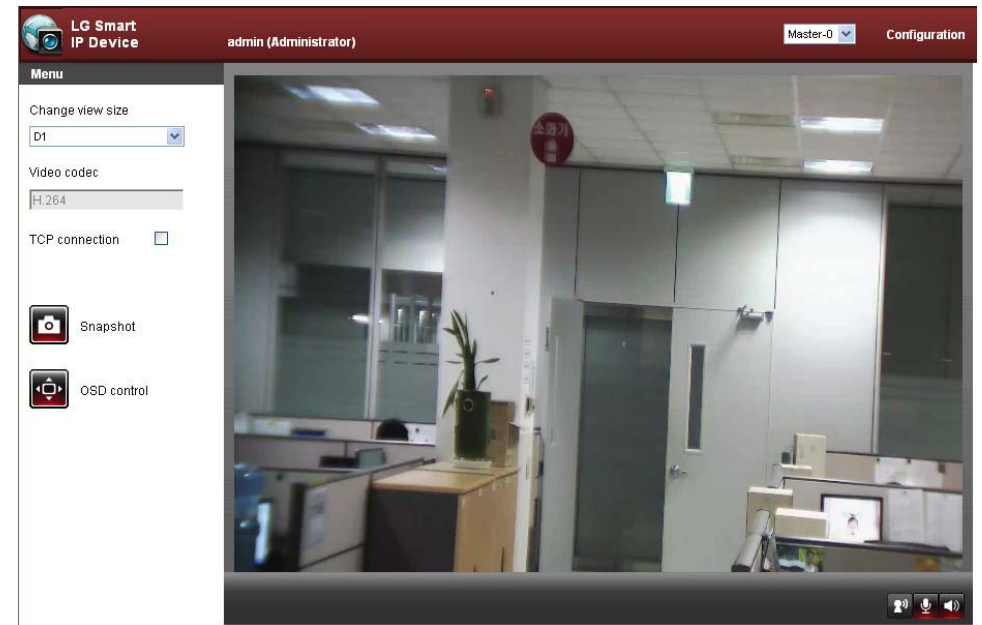 LG Smart
IP Device
admin (Administrator)
Master-0
Configuration
Menu
Change view size
D1
Video codec
H.264
TCP connection
Snapshot
OSD control
소화기